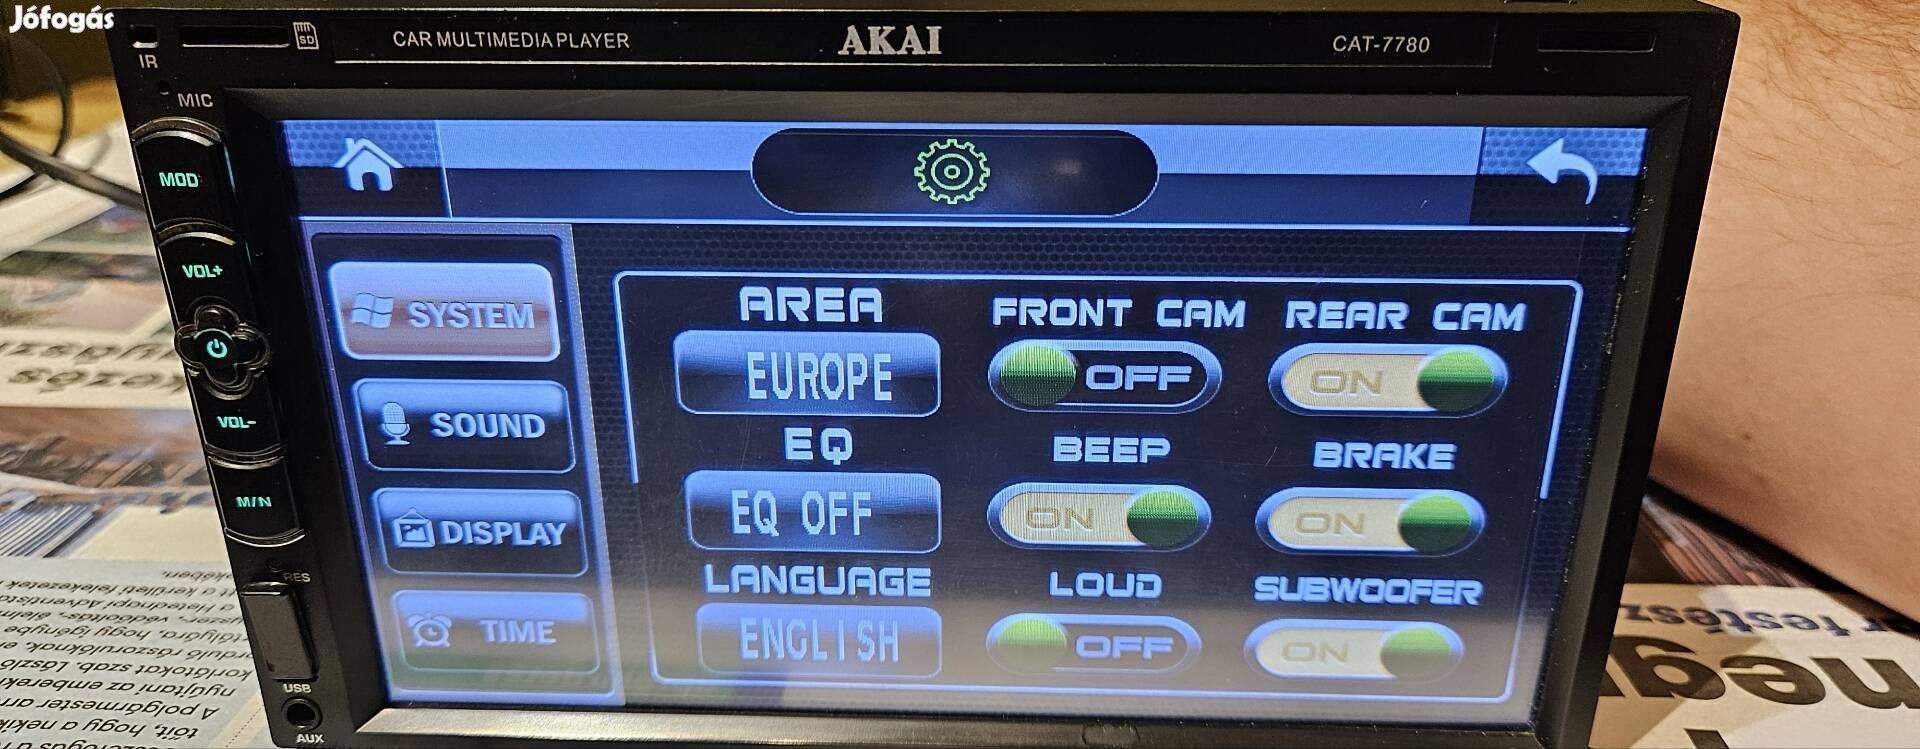 Jófogás
SD
CAR MULTIMEDIA PLAYER
AKAI
CAT-7780
IR
MIC
MOD
VOL+
VOL-
M/N
RES
USB
AUX
SYSTEM
SOUND
DISPLAY
TIME
AREA
FRONT CAM
REAR CAM
EUROPE
OFF
ON
EQ
BEEP
BRAKE
EQ OFF
ON
ON
LANGUAGE
LOUD
SUBWOOFER
ENGLISH
OFF
ON